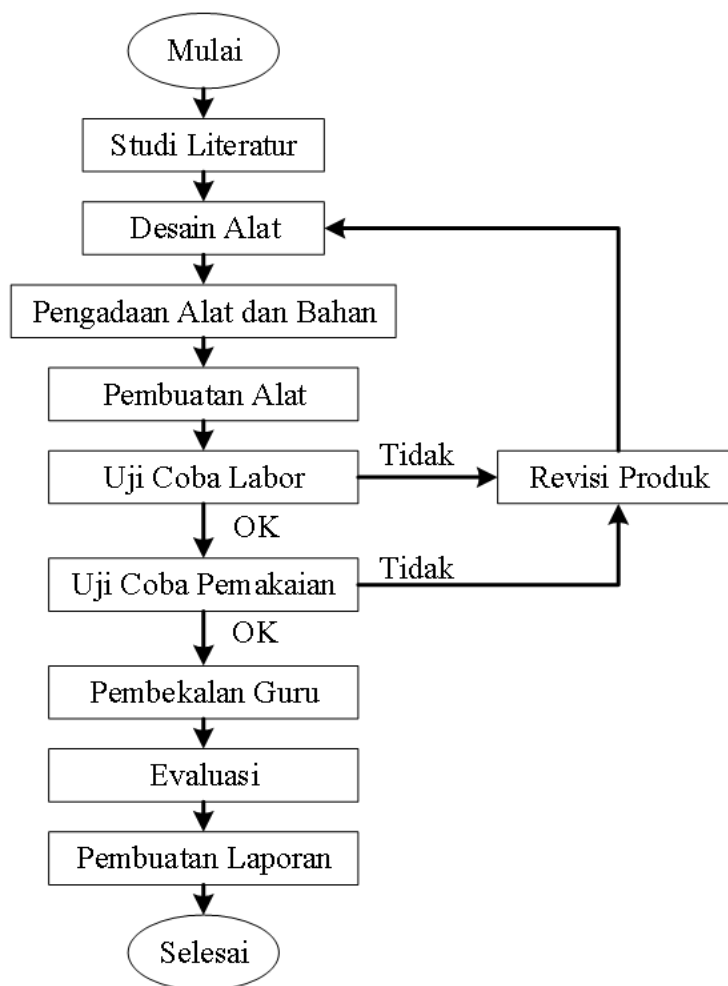 Mulai
Studi Literatur
Desain Alat
Pengadaan Alat dan Bahan
Pembuatan Alat
Uji Coba Labor
Tidak
Revisi Produk
OK
Uji Coba Pemakaian
Tidak
OK
Pembekalan Guru
Evaluasi
Pembuatan Laporan
Selesai